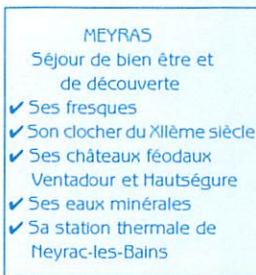 MEYRAS
Séjour de bien être et
de découverte
✔ Ses fresques
✔ Son clocher du XIIème siècle
✔ Ses châteaux féodaux
Ventadour et Hautségure
✔ Ses eaux minérales
✔ Sa station thermale de
Neyrac-les-Bains